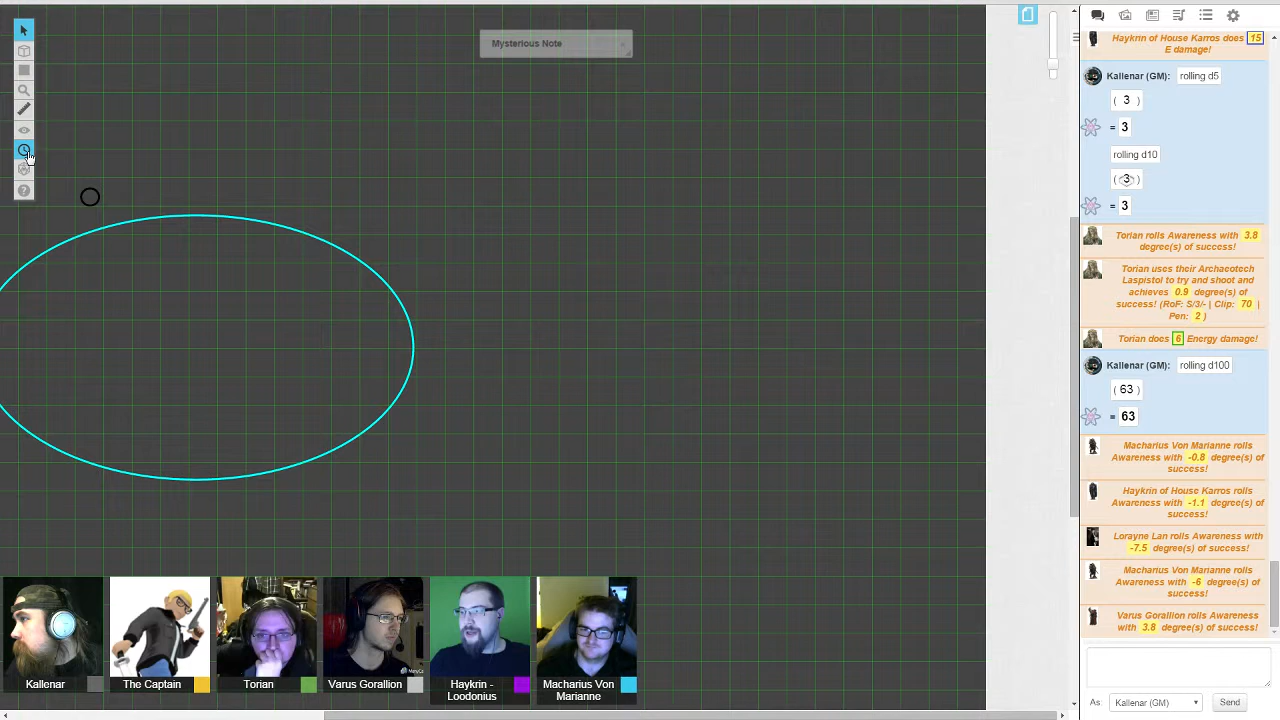 Mysterious Note
Haykrin of House Karros does 15
E damage!
Kallenar (GM): rolling d5
( 3 )
= 3
rolling d10
( 3 )
= 3
Torian rolls Awareness with 3.8
degree(s) of success!
Torian uses their Archaeotech
Laspistol to try and shoot and
achieves 0.9 degree(s) of
success! (RoF: S/3/- | Clip: 70 |
Pen: 2 )
Torian does 6 Energy damage!
Kallenar (GM): rolling d100
( 63 )
= 63
Macharius Von Marianne rolls
Awareness with -0.8 degree(s) of
success!
Haykrin of House Karros rolls
Awareness with -1.1 degree(s) of
success!
Lorayne Lan rolls Awareness with
-7.5 degree(s) of success!
Macharius Von Marianne rolls
Awareness with -6 degree(s) of
success!
Varus Gorallion rolls Awareness
with 3.8 degree(s) of success!
Kallenar
The Captain
Torian
Varus Gorallion
Haykrin -
Loodonius
Macharius Von
Marianne
As: Kallenar (GM) Send